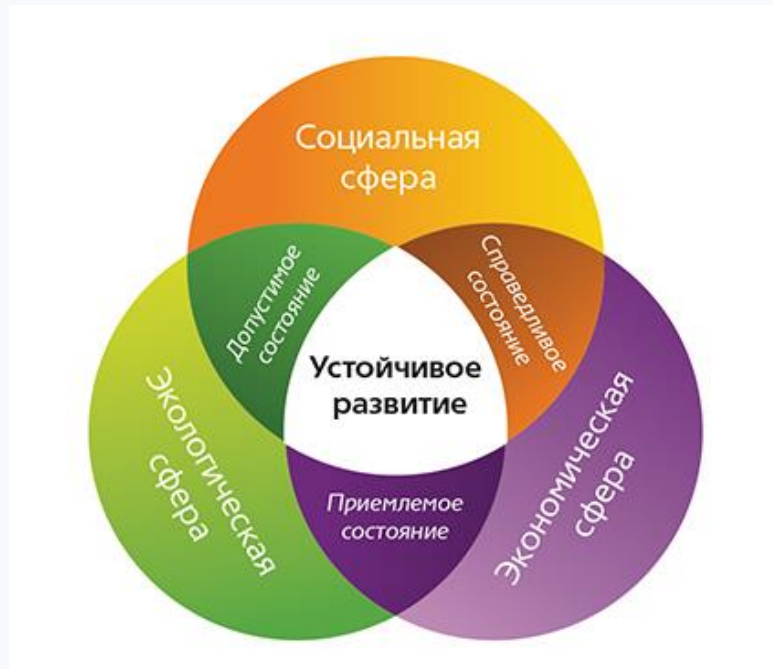 Социальная
сфера
Допустимое
состояние
Справедливое
состояние
Устойчивое
развитие
Экологическая
сфера
Приемлемое
состояние
Экономическая
сфера